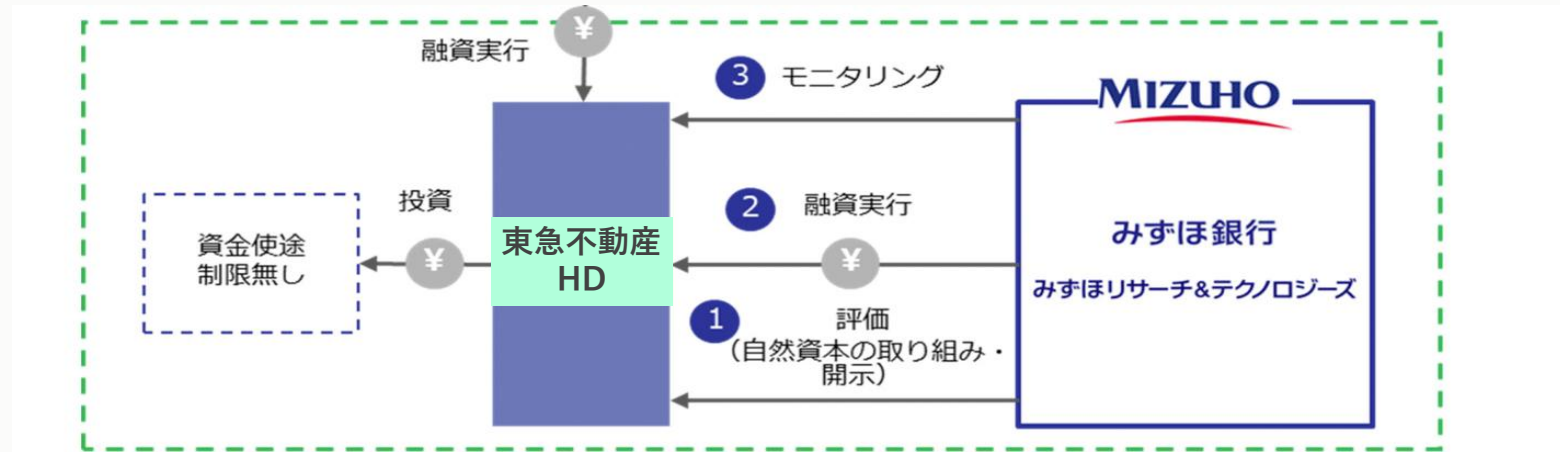 ¥
融資実行
3 モニタリング
MIZUHO
投資
2 融資実行
資金使途
制限無し
¥
東急不動産
HD
¥
みずほ銀行
みずほリサーチ&テクノロジーズ
1 評価
（自然資本の取り組み・
開示）